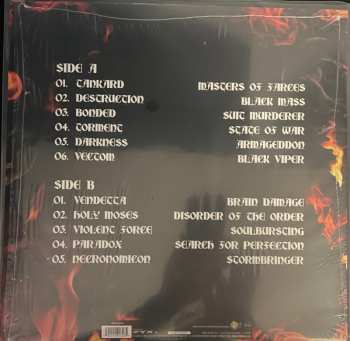 SIDE A
01. TANKARD MASTERS OF FARCES
02. DESTRUCTION BLACK MASS
03. BONDED SUIT MURDERER
04. TORMENT STATE OF WAR
05. DARKNESS ARMAGEDDON
06. VECTOM BLACK VIPER
SIDE B
01. VENDETTA BRAIN DAMAGE
02. HOLY MOSES DISORDER OF THE ORDER
03. VIOLENT FORCE SOULBURSTING
04. PARADOX SEARCH FOR PERFECTION
05. NECRONOMICON STORMBRINGER